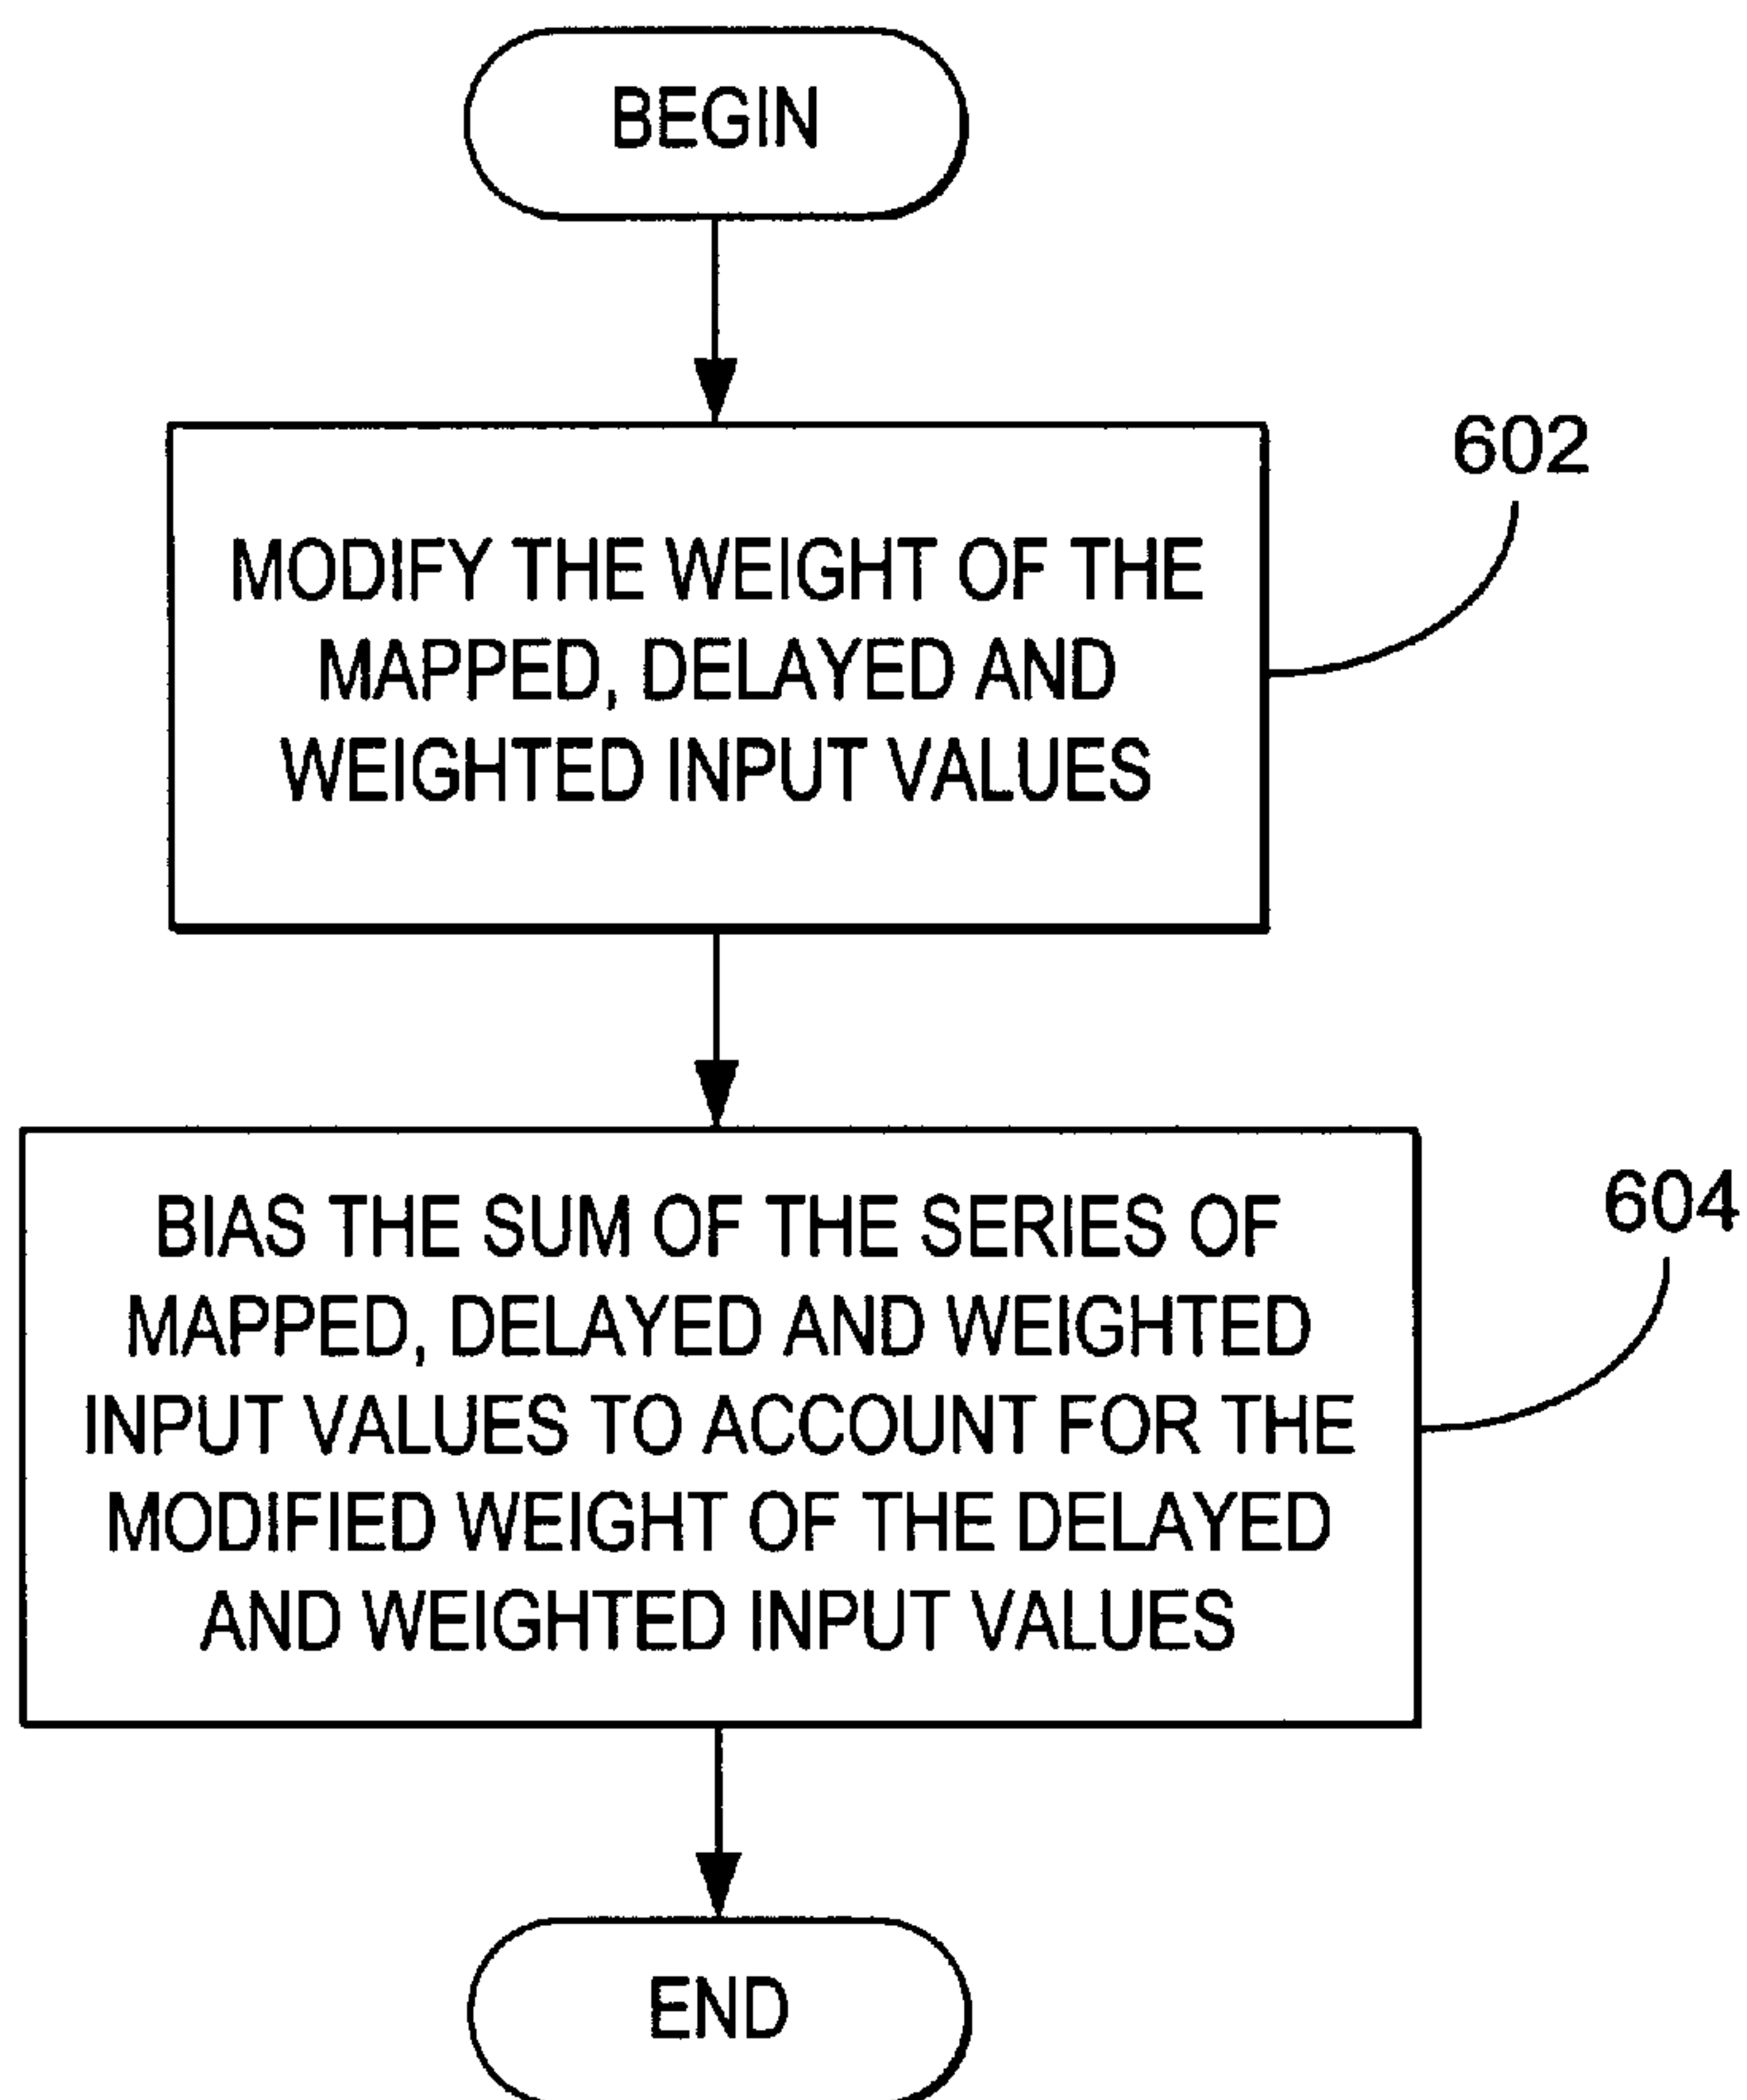 BEGIN
602
MODIFY THE WEIGHT OF THE
MAPPED, DELAYED AND
WEIGHTED INPUT VALUES
604
BIAS THE SUM OF THE SERIES OF
MAPPED, DELAYED AND WEIGHTED
INPUT VALUES TO ACCOUNT FOR THE
MODIFIED WEIGHT OF THE DELAYED
AND WEIGHTED INPUT VALUES
END